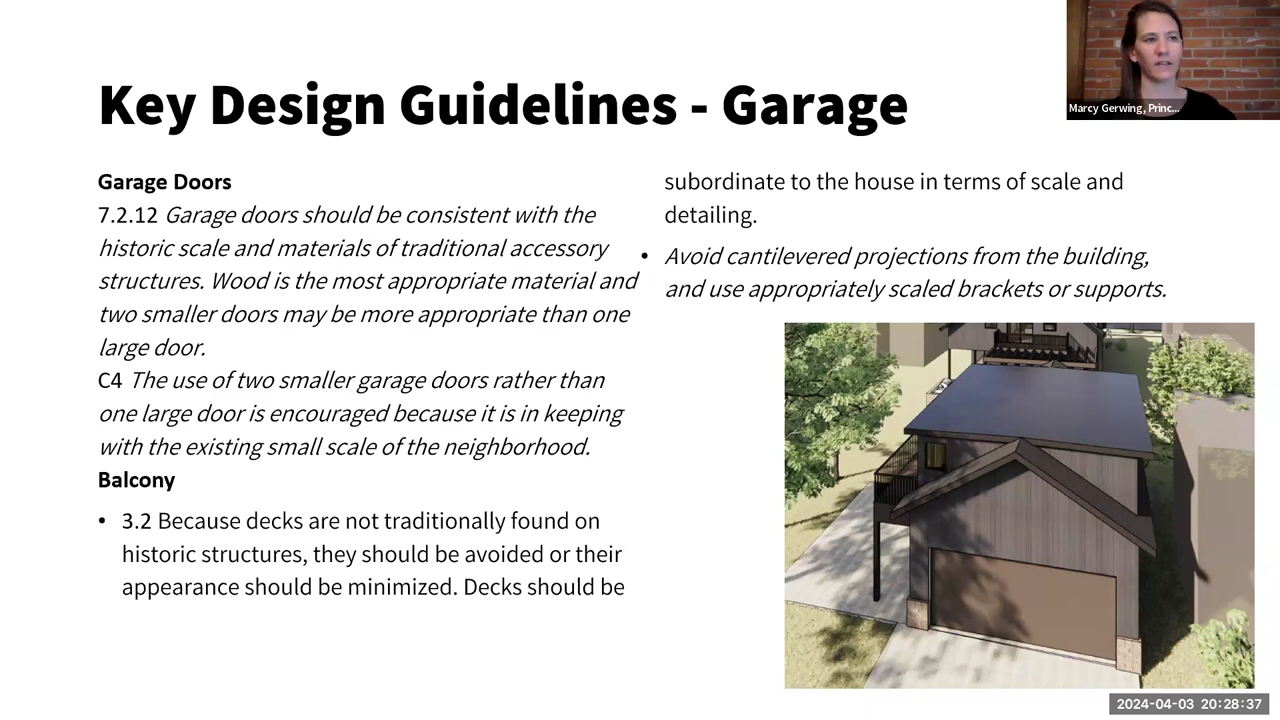 Key Design Guidelines - Garage
Garage Doors
7.2.12 Garage doors should be consistent with the
historic scale and materials of traditional accessory
structures. Wood is the most appropriate material and
two smaller doors may be more appropriate than one
large door.
C4 The use of two smaller garage doors rather than
one large door is encouraged because it is in keeping
with the existing small scale of the neighborhood.
Balcony
• 3.2 Because decks are not traditionally found on
historic structures, they should be avoided or their
appearance should be minimized. Decks should be
subordinate to the house in terms of scale and
detailing.
• Avoid cantilevered projections from the building,
and use appropriately scaled brackets or supports.
Marcy Gerwing, Princ...
2024-04-03 20:28:37